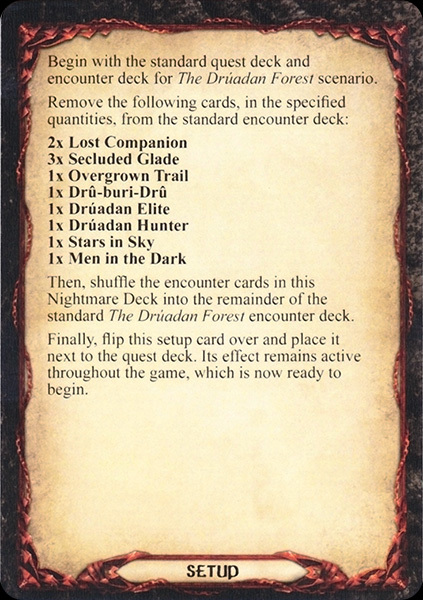 Begin with the standard quest deck and
encounter deck for The Drúadan Forest scenario.
Remove the following cards, in the specified
quantities, from the standard encounter deck:
2x Lost Companion
3x Secluded Glade
1x Overgrown Trail
1x Drû-buri-Drû
1x Drúadan Elite
1x Drúadan Hunter
1x Stars in Sky
1x Men in the Dark
Then, shuffle the encounter cards in this
Nightmare Deck into the remainder of the
standard The Drúadan Forest encounter deck.
Finally, flip this setup card over and place it
next to the quest deck. Its effect remains active
throughout the game, which is now ready to
begin.
SETUP